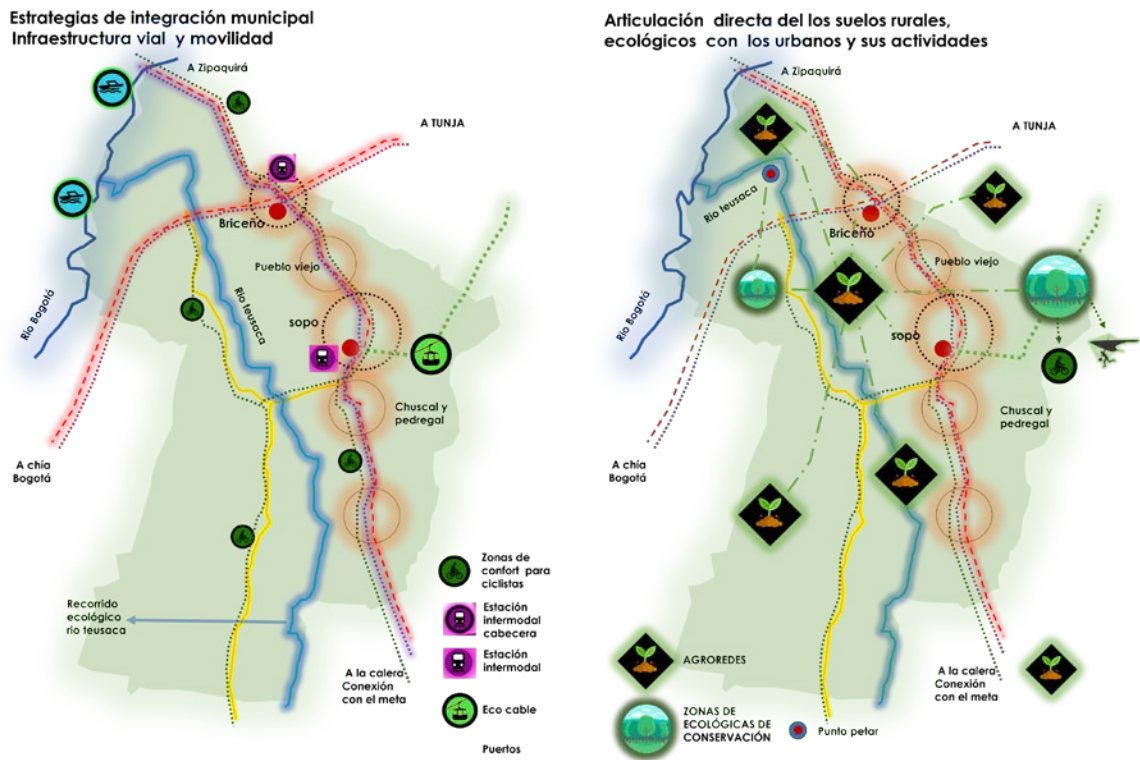 Estrategias de integración municipal
Infraestructura vial y movilidad
A Zipaquirá
A TUNJA
Briceño
Pueblo viejo
Río Bogotá
Río teusaca
sopo
Chuscal y
pedregal
A chía
Bogotá
Recorrido
ecológico
rio teusaca
A la calera
Conexión
con el meta
Zonas de
confort para
ciclistas
Estación
intermodal
cabecera
Estación
intermodal
Eco cable
Puertos
Articulación directa del los suelos rurales,
ecológicos con los urbanos y sus actividades
A Zipaquirá
A TUNJA
Río teusaca
Briceño
Pueblo viejo
Río Bogotá
sopo
Chuscal y
pedregal
A chía
Bogotá
A la calera
Conexión
con el meta
AGROREDES
ZONAS DE
ECOLÓGICAS DE
CONSERVACIÓN
Punto petar